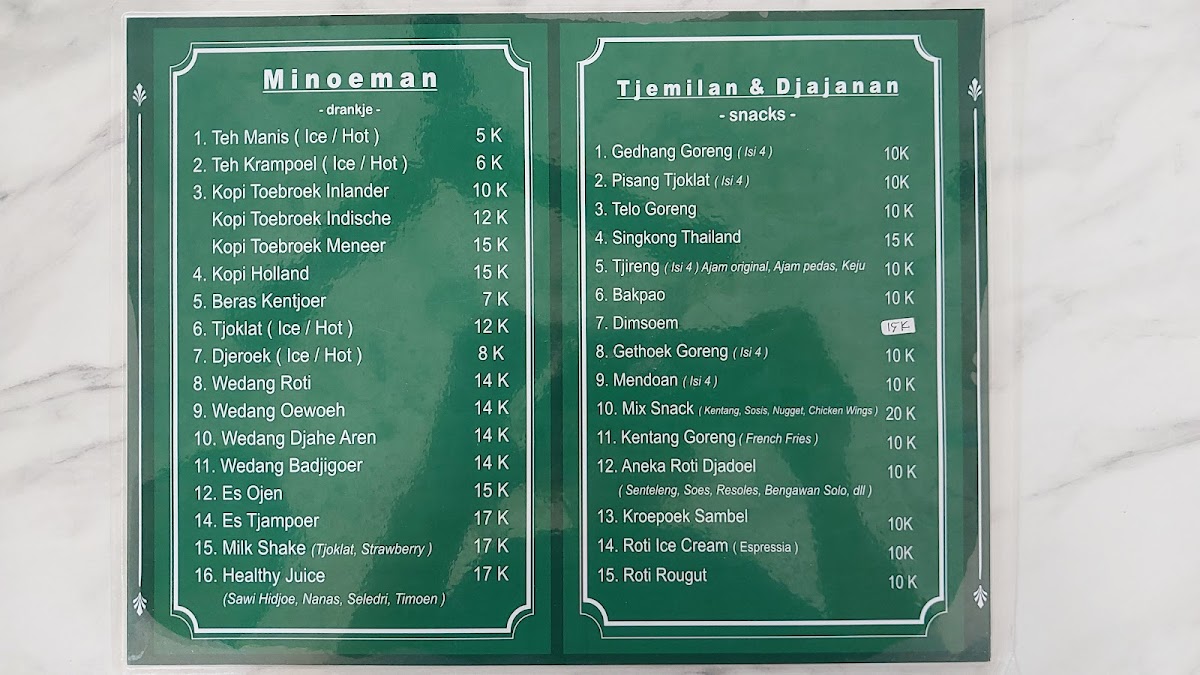 Minoeman
- drankje -
1. Teh Manis ( Ice / Hot ) 5 K
2. Teh Krampoel ( Ice / Hot ) 6 K
3. Kopi Toebroek Inlander 10 K
Kopi Toebroek Indische 12 K
Kopi Toebroek Meneer 15 K
4. Kopi Holland 15 K
5. Beras Kentjoer 7 K
6. Tjoklat ( Ice / Hot ) 12 K
7. Djeroek ( Ice / Hot ) 8 K
8. Wedang Roti 14 K
9. Wedang Oewoeh 14 K
10. Wedang Djahe Aren 14 K
11. Wedang Badjigoer 14 K
12. Es Ojen 15 K
14. Es Tjampoer 17 K
15. Milk Shake (Tjoklat, Strawberry ) 17 K
16. Healthy Juice 17 K
(Sawi Hidjoe, Nanas, Seledri, Timoen )
Tjemilan & Djajanan
- snacks -
1. Gedhang Goreng ( Isi 4 ) 10K
2. Pisang Tjoklat ( Isi 4 ) 10K
3. Telo Goreng 10 K
4. Singkong Thailand 15 K
5. Tjireng ( Isi 4 ) Ajam original, Ajam pedas, Keju 10 K
6. Bakpao 10 K
7. Dimsoem 15K
8. Gethoek Goreng ( Isi 4 ) 10 K
9. Mendoan ( Isi 4 ) 10 K
10. Mix Snack ( Kentang, Sosis, Nugget, Chicken Wings ) 20 K
11. Kentang Goreng ( French Fries ) 10 K
12. Aneka Roti Djadoel 10 K
( Senteleng, Soes, Resoles, Bengawan Solo, dll )
13. Kroepoek Sambel 10K
14. Roti Ice Cream ( Espressia ) 10K
15. Roti Rougut 10 K